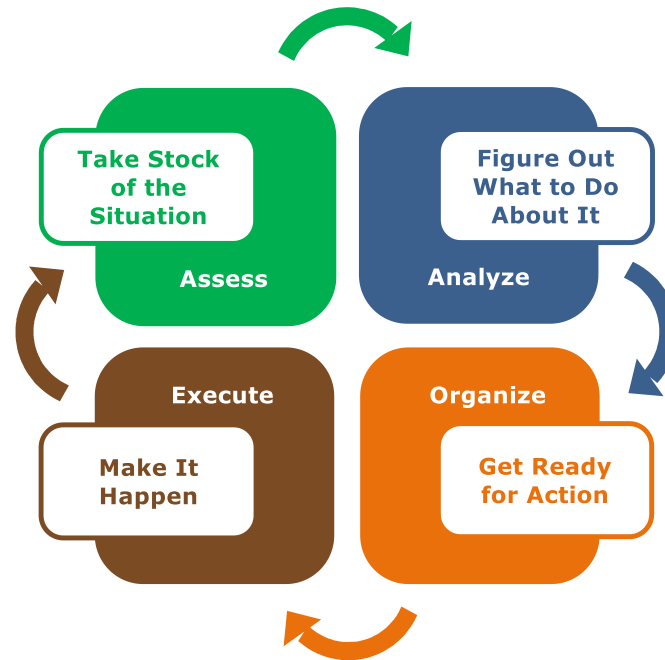 Take Stock
of the
Situation
Assess
Figure Out
What to Do
About It
Analyze
Execute
Make It
Happen
Organize
Get Ready
for Action